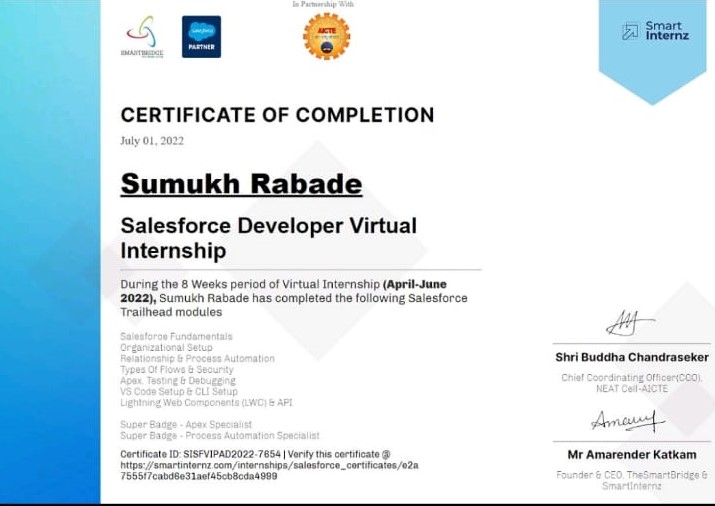 In Partnership With
SMARTBRIDGE
salesforce
PARTNER
AICTE
Smart
Internz
CERTIFICATE OF COMPLETION
July 01, 2022
Sumukh Rabade
Salesforce Developer Virtual
Internship
During the 8 Weeks period of Virtual Internship (April-June
2022), Sumukh Rabade has completed the following Salesforce
Trailhead modules
Salesforce Fundamentals
Organizational Setup
Relationship & Process Automation
Types Of Flows & Security
Apex, Testing & Debugging
VS Code Setup & CLI Setup
Lightning Web Components (LWC) & API
Super Badge - Apex Specialist
Super Badge - Process Automation Specialist
Certificate ID: SISFVIPAD2022-7654 | Verify this certificate @
https://smartinternz.com/internships/salesforce_certificates/e2a
7555f7cabd6e31aef45cb8cda4999
Shri Buddha Chandraseker
Chief Coordinating Officer(CCO),
NEAT Cell-AICTE
Mr Amarender Katkam
Founder & CEO, TheSmartBridge &
SmartInternz